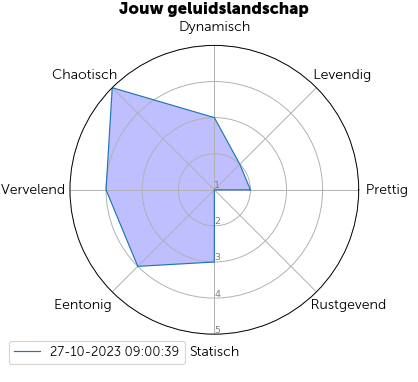 Jouw geluidslandschap
Dynamisch
Chaotisch
Levendig
Vervelend
1
Prettig
2
3
Eentonig
4
Rustgevend
5
27-10-2023 09:00:39
Statisch